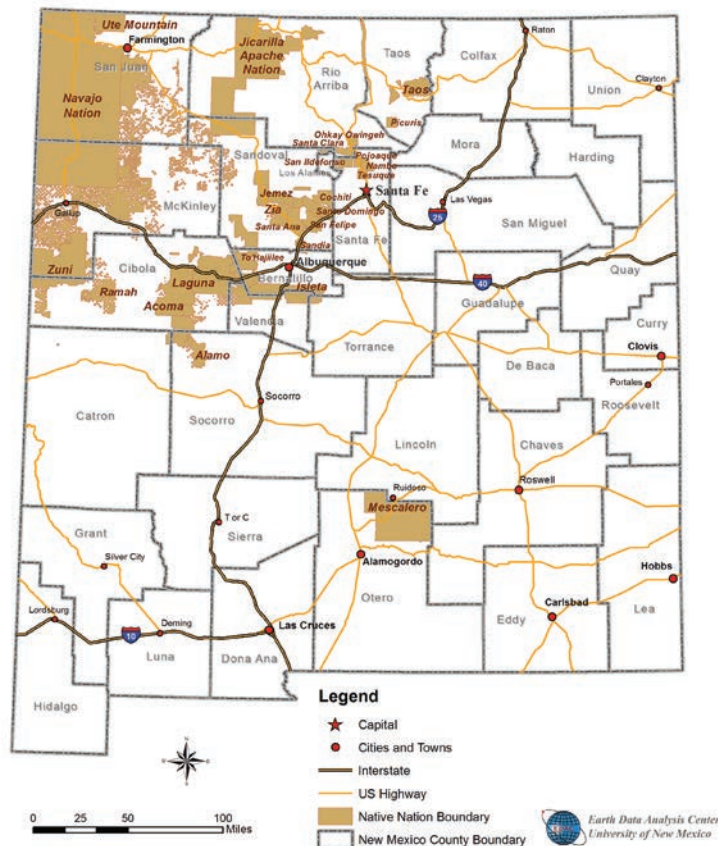 Ute Mountain
Farmington
San Juan
Jicarilla
Apache
Nation
Rio
Arriba
Taos
Taos
Picuris
Colfax
Raton
Union
Clayton
Navajo
Nation
Ohkay Owingeh
Santa Clara
San Ildefonso
Pojoaque
Nambe
Tesuque
Los Alamos
Mora
Harding
Sandoval
Jemez
Zia
Cochiti
Santa Fe
Santo Domingo
Santa Ana
San Felipe
Sandia
Santa Fe
Las Vegas
25
San Miguel
McKinley
Gallup
Zuni
Cibola
Ramah
Acoma
Laguna
To'Hajiilee
Albuquerque
Bernalillo
Isleta
40
Quay
Guadalupe
Valencia
Alamo
Torrance
Curry
Clovis
De Baca
Portales
Roosevelt
Catron
Socorro
Socorro
Lincoln
Chaves
Roswell
Ruidoso
Mescalero
Grant
T or C
Sierra
Silver City
Alamogordo
Otero
Hobbs
Lea
Carlsbad
Eddy
Lordsburg
10
Deming
Luna
Las Cruces
Dona Ana
Hidalgo
N
Legend
Capital
Cities and Towns
Interstate
US Highway
Native Nation Boundary
New Mexico County Boundary
0 25 50 100
Miles
Earth Data Analysis Center
University of New Mexico